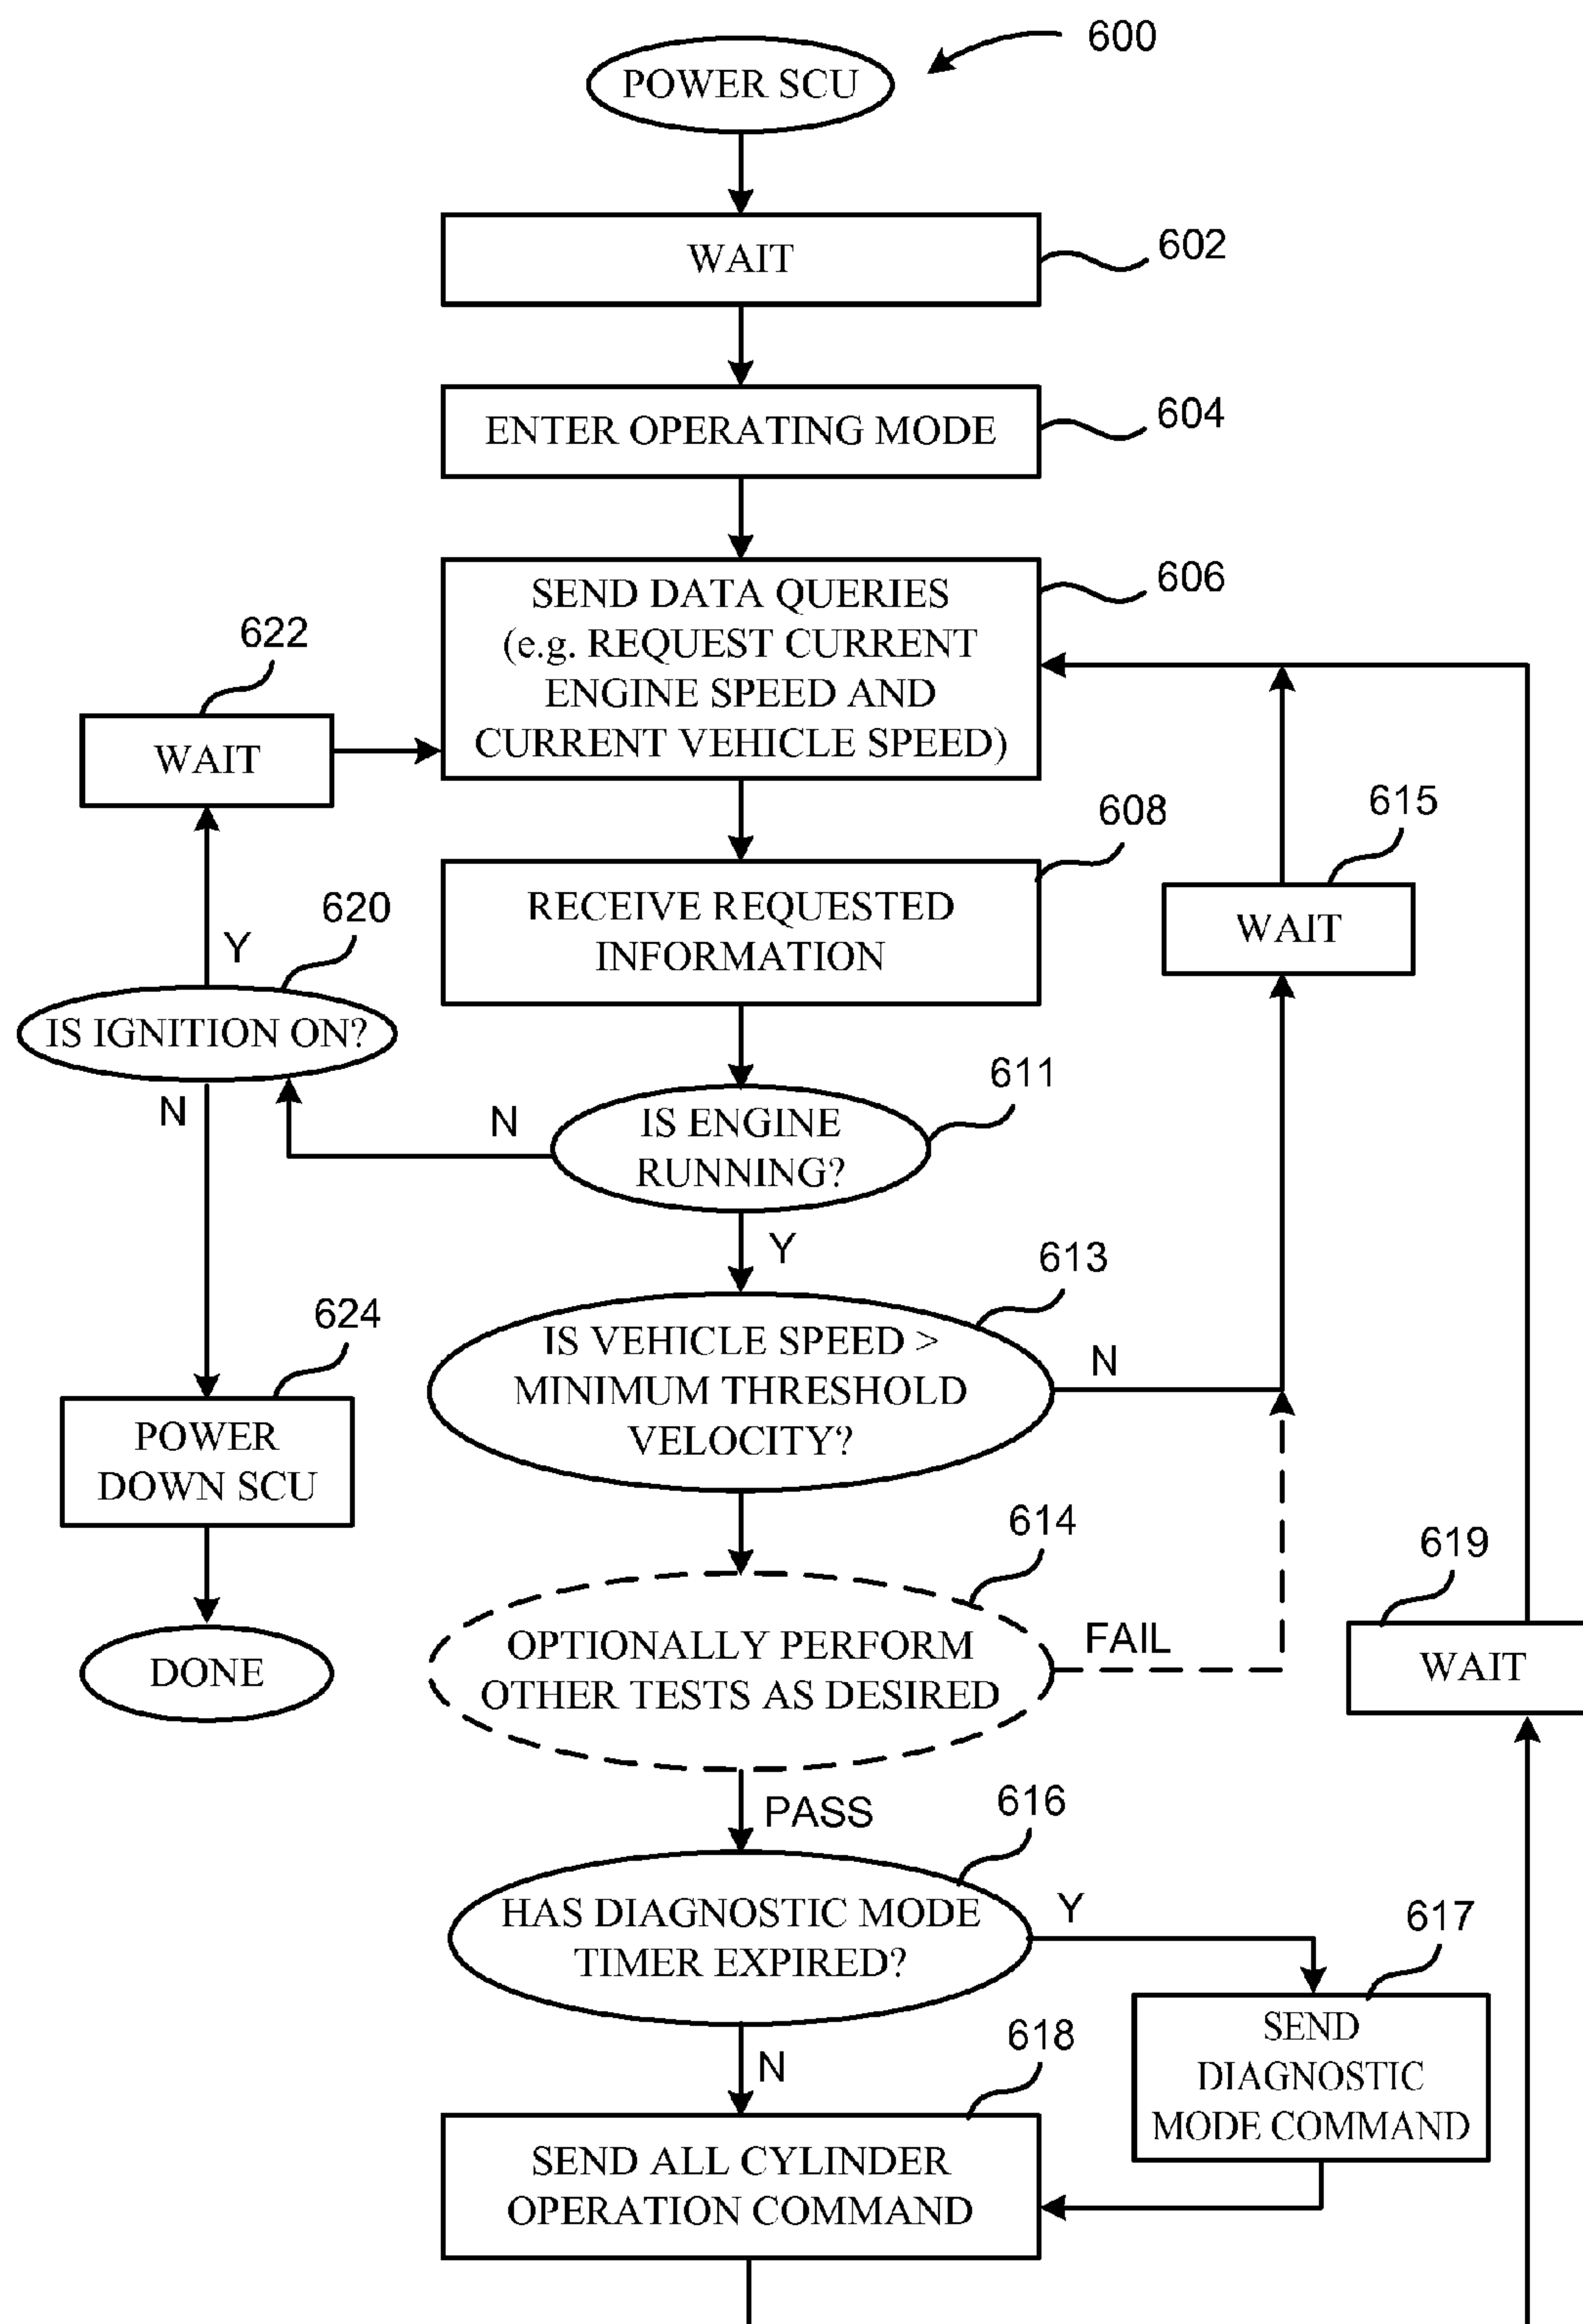 600
POWER SCU
WAIT
602
ENTER OPERATING MODE
604
SEND DATA QUERIES
(e.g. REQUEST CURRENT
ENGINE SPEED AND
CURRENT VEHICLE SPEED)
606
622
WAIT
608
RECEIVE REQUESTED
INFORMATION
615
WAIT
620
Y
IS IGNITION ON?
N
N
IS ENGINE
RUNNING?
611
Y
613
IS VEHICLE SPEED >
MINIMUM THRESHOLD
VELOCITY?
N
624
POWER
DOWN SCU
DONE
614
OPTIONALLY PERFORM
OTHER TESTS AS DESIRED
FAIL
619
WAIT
PASS
616
HAS DIAGNOSTIC MODE
TIMER EXPIRED?
Y
617
SEND
DIAGNOSTIC
MODE COMMAND
N
618
SEND ALL CYLINDER
OPERATION COMMAND